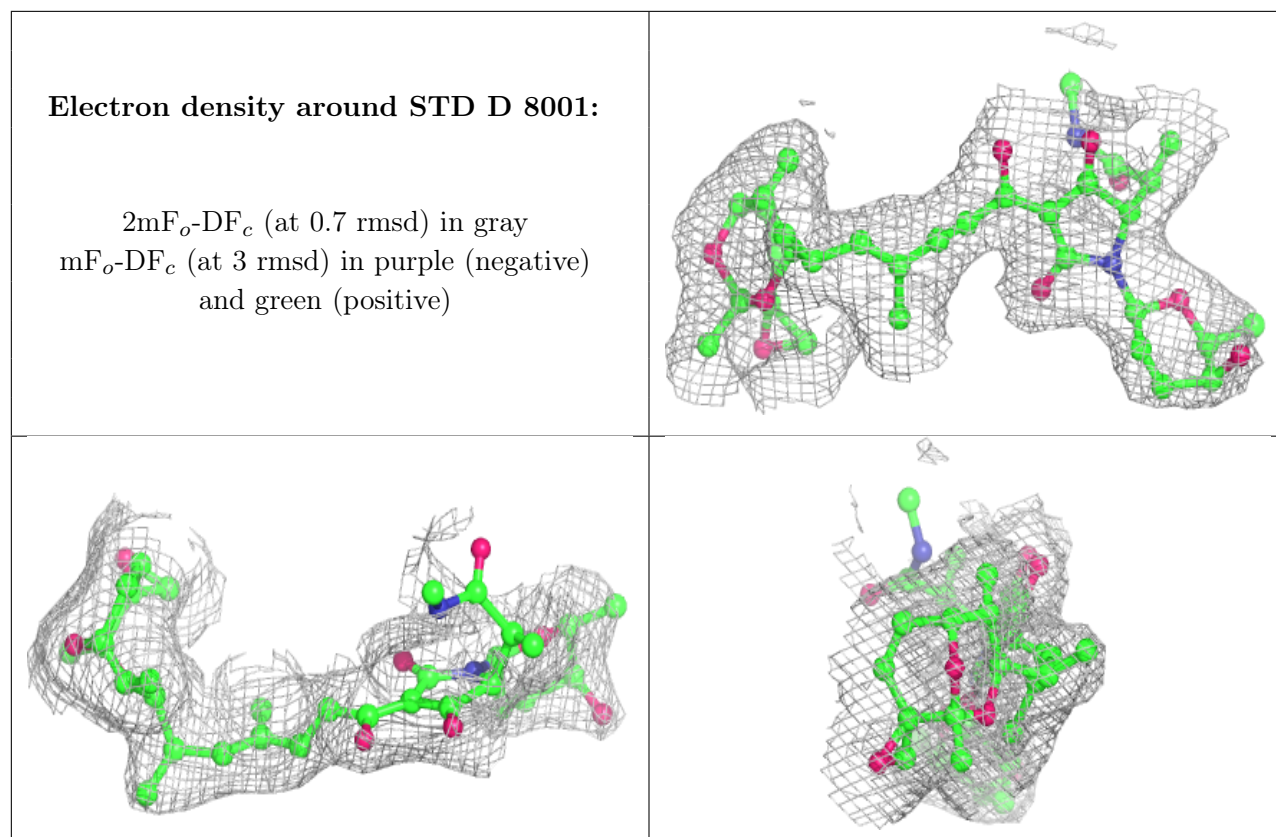 Electron density around STD D 8001:
2mFo-DFc (at 0.7 rmsd) in gray
mFo-DFc (at 3 rmsd) in purple (negative)
and green (positive)